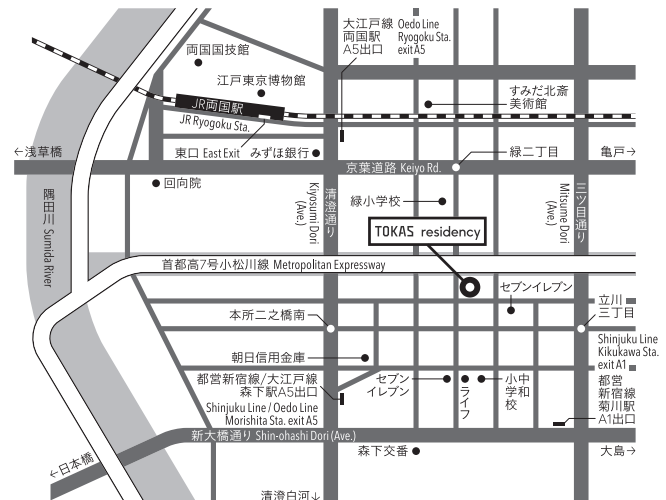 大江戸線 Oedo Line
両国駅 Ryogoku Sta.
A5出口 exit A5
両国国技館
江戸東京博物館
すみだ北斎
美術館
JR両国駅
JR Ryogoku Sta.
東口 East Exit
みずほ銀行
緑二丁目
←浅草橋
京葉道路 Keiyo Rd.
亀戸→
回向院
隅田川 Sumida River
Kiyosumi Dori
(Ave.)
清澄通り
緑小学校
Mitsume Dori
(Ave.)
三ツ目通り
TOKAS residency
首都高7号小松川線 Metropolitan Expressway
セブンイレブン
本所二之橋南
立川
三丁目
朝日信用金庫
Shinjuku Line
Kikukawa Sta.
exit A1
都営新宿線/大江戸線
森下駅A5出口
Shinjuku Line / Oedo Line
Morishita Sta. exit A5
セブン
イレブン
ライフ
小中
学和
校
都営
新宿線
菊川駅
A1出口
新大橋通り Shin-ohashi Dori (Ave.)
←日本橋
森下交番
大島→
清澄白河↓